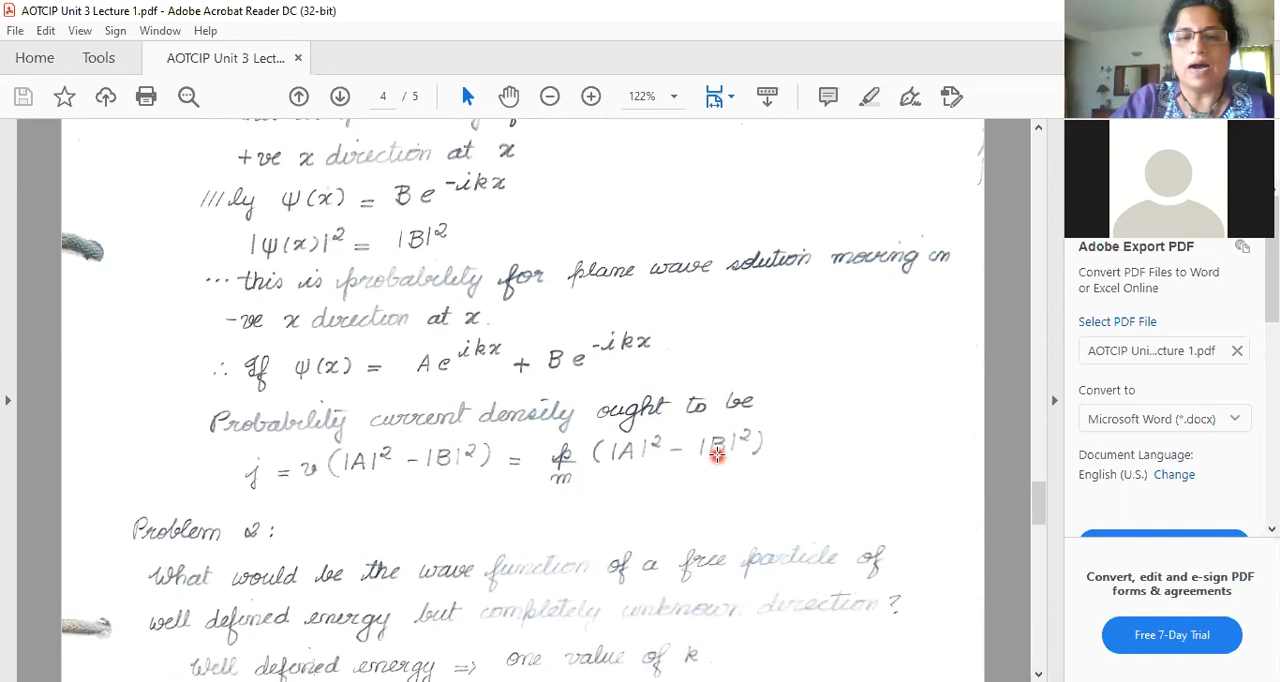 AOTCIP Unit 3 Lecture 1.pdf - Adobe Acrobat Reader DC (32-bit)
File Edit View Sign Window Help
Home Tools AOTCIP Unit 3 Lect... ×
4 / 5 122%
+ve x direction at x
///ly ψ(x) = B e^{-ikx}
|ψ(x)|² = |B|²
... this is probability for plane wave solution moving in
-ve x direction at x.
∴ If ψ(x) = A e^{ikx} + B e^{-ikx}
Probability current density ought to be
j = v (|A|² - |B|²) = p/m (|A|² - |B|²)
Problem 2:
What would be the wave function of a free particle of
well defined energy but completely unknown direction?
Well defined energy => one value of k.
Adobe Export PDF
Convert PDF Files to Word
or Excel Online
Select PDF File
AOTCIP Uni...cture 1.pdf ×
Convert to
Microsoft Word (*.docx)
Document Language:
English (U.S.) Change
Convert, edit and e-sign PDF
forms & agreements
Free 7-Day Trial